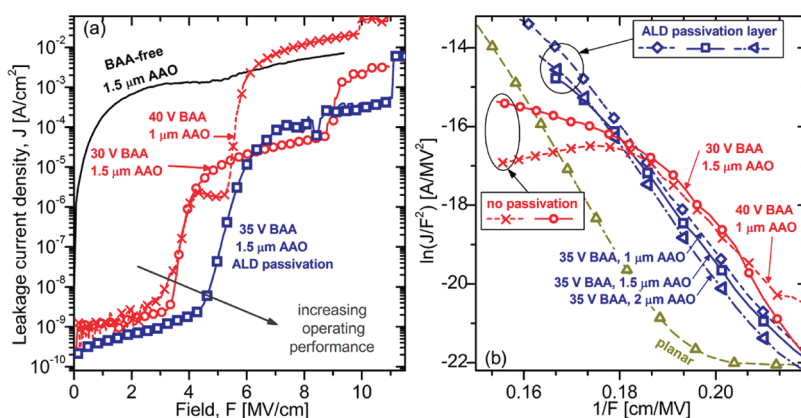 (a)
Leakage current density, J [A/cm²]
10⁻²
10⁻³
10⁻⁴
10⁻⁵
10⁻⁶
10⁻⁷
10⁻⁸
10⁻⁹
10⁻¹⁰
BAA-free
1.5 μm AAO
40 V BAA
1 μm AAO
30 V BAA
1.5 μm AAO
35 V BAA
1.5 μm AAO
ALD passivation
increasing
operating
performance
0 2 4 6 8 10
Field, F [MV/cm]
ln(J/F²) [A/MV²]
-14
-16
-18
-20
-22
ALD passivation layer
30 V BAA
1.5 μm AAO
no passivation
40 V BAA
1 μm AAO
35 V BAA, 1 μm AAO
35 V BAA, 1.5 μm AAO
35 V BAA, 2 μm AAO
planar
(b)
0.16 0.18 0.20
1/F [cm/MV]